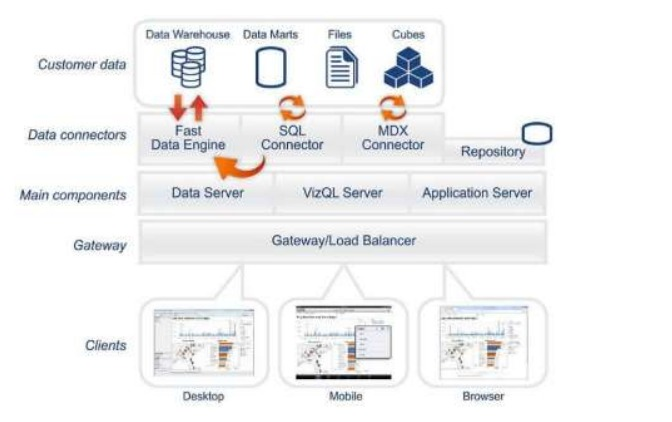 Data Warehouse Data Marts Files Cubes
Customer data
Data connectors
Fast
Data Engine
SQL
Connector
MDX
Connector
Repository
Main components
Data Server VizQL Server Application Server
Gateway
Gateway/Load Balancer
Clients
Desktop Mobile Browser